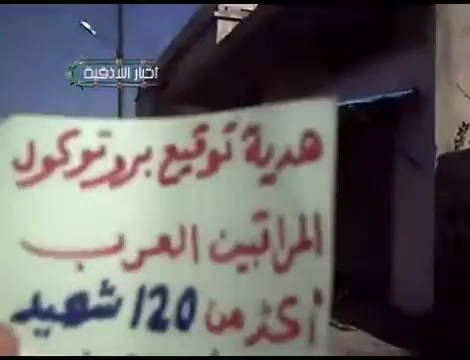 أخبار اللاذقية
هدية توقيع بروتوكول
المراقبين العرب
أكثر من 120 شهيد